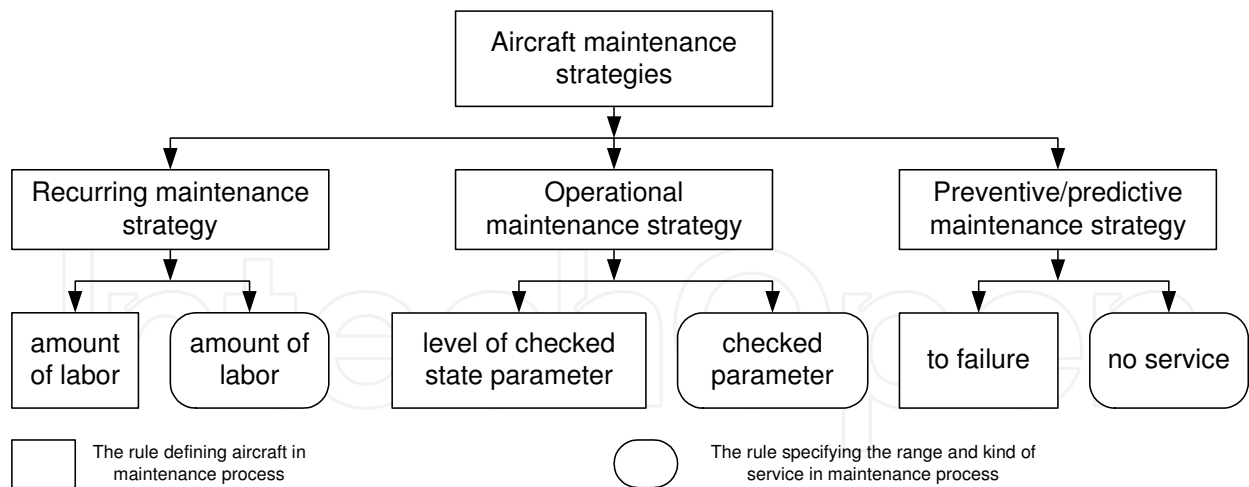 Aircraft maintenance
strategies
Recurring maintenance
strategy
Operational
maintenance strategy
Preventive/predictive
maintenance strategy
amount
of labor
amount of
labor
level of checked
state parameter
checked
parameter
to failure
no service
IntechOpen
The rule defining aircraft in
maintenance process
The rule specifying the range and kind of
service in maintenance process